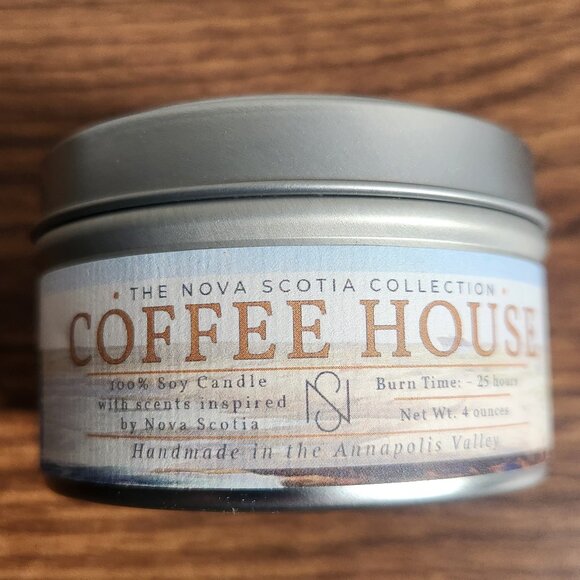 • THE NOVA SCOTIA COLLECTION •
COFFEE HOUSE
100% Soy Candle
with scents inspired
by Nova Scotia
NS
Burn Time: ~ 25 hours
Net Wt. 4 ounces
Handmade in the Annapolis Valley